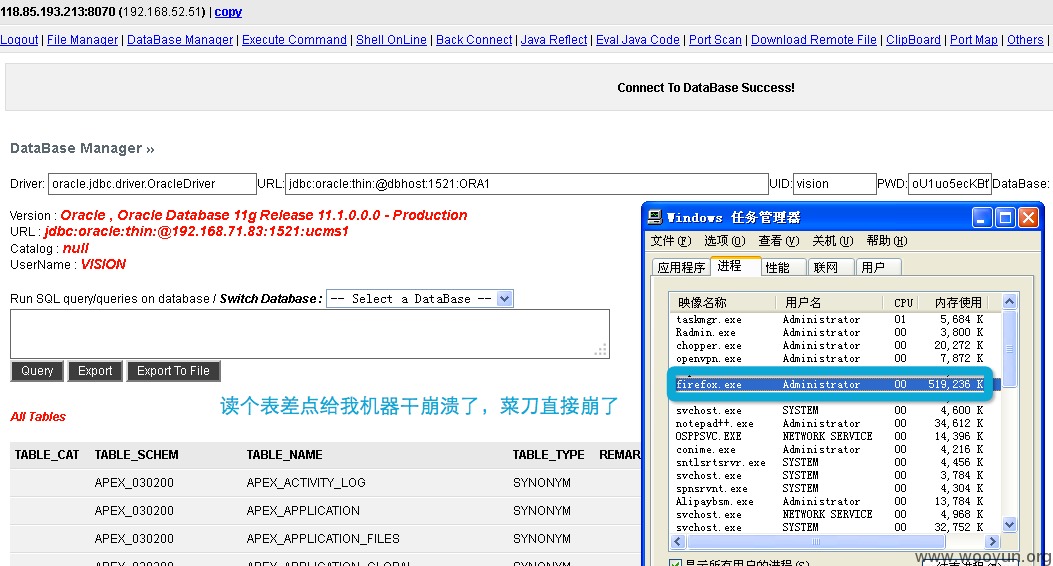 118.85.193.213:8070 (192.168.52.51) | copy
Logout | File Manager | DataBase Manager | Execute Command | Shell OnLine | Back Connect | Java Reflect | Eval Java Code | Port Scan | Download Remote File | ClipBoard | Port Map | Others |
Connect To DataBase Success!
DataBase Manager »
Driver: oracle.jdbc.driver.OracleDriver URL: jdbc:oracle:thin:@dbhost:1521:ORA1 UID: vision PWD: DataBase:
Version : Oracle , Oracle Database 11g Release 11.1.0.0.0 - Production
URL : jdbc:oracle:thin:@192.168.71.83:1521:ucms1
Catalog : null
UserName : VISION
Run SQL query/queries on database / Switch Database : -- Select a DataBase --
Query Export Export To File
读个表差点给我机器干崩溃了，菜刀直接崩了
All Tables
TABLE_CAT TABLE_SCHEM TABLE_NAME TABLE_TYPE REMAR
APEX_030200 APEX_ACTIVITY_LOG SYNONYM
APEX_030200 APEX_APPLICATION SYNONYM
APEX_030200 APEX_APPLICATION_FILES SYNONYM
APEX_030200 APEX_APPLICATION_GLOBAL SYNONYM
Windows 任务管理器
文件(F) 选项(O) 查看(V) 关机(U) 帮助(H)
应用程序 进程 性能 联网 用户
映像名称 用户名 CPU 内存使用
taskmgr.exe Administrator 01 5,684 K
Radmin.exe Administrator 00 3,800 K
chopper.exe Administrator 00 20,272 K
openvpn.exe Administrator 00 7,872 K
firefox.exe Administrator 00 519,236 K
svchost.exe SYSTEM 00 4,600 K
notepad++.exe Administrator 00 34,612 K
OSPPSVC.EXE NETWORK SERVICE 00 14,396 K
conime.exe Administrator 00 4,216 K
sntlsrtsrvr.exe SYSTEM 00 4,456 K
svchost.exe SYSTEM 00 3,784 K
spnsrvnt.exe SYSTEM 00 4,304 K
Alipaybsm.exe Administrator 00 13,784 K
svchost.exe NETWORK SERVICE 00 4,968 K
svchost.exe SYSTEM 00 32,752 K
显示所有用户的进程(S)
www.wooyun.org